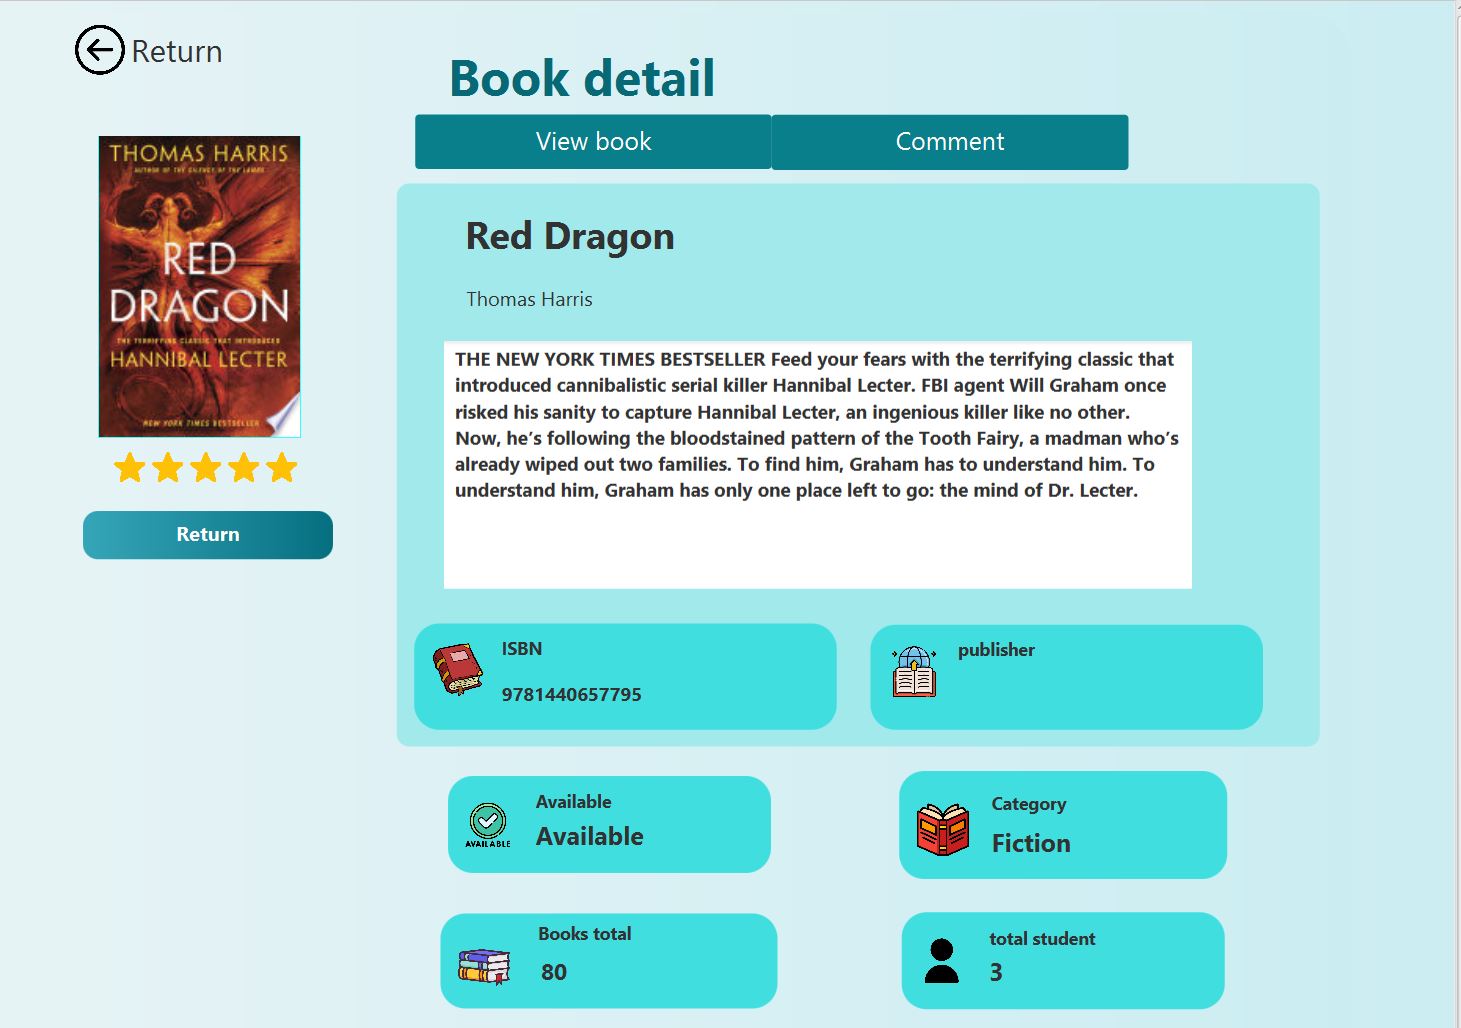 Return
Book detail
View book
Comment
THOMAS HARRIS
AUTHOR OF THE SILENCE OF THE LAMBS
RED
DRAGON
THE TERRIFYING CLASSIC THAT INTRODUCED
HANNIBAL LECTER
NEW YORK TIMES BESTSELLER
Return
Red Dragon
Thomas Harris
THE NEW YORK TIMES BESTSELLER Feed your fears with the terrifying classic that
introduced cannibalistic serial killer Hannibal Lecter. FBI agent Will Graham once
risked his sanity to capture Hannibal Lecter, an ingenious killer like no other.
Now, he’s following the bloodstained pattern of the Tooth Fairy, a madman who’s
already wiped out two families. To find him, Graham has to understand him. To
understand him, Graham has only one place left to go: the mind of Dr. Lecter.
ISBN
9781440657795
publisher
Available
Available
AVAILABLE
Category
Fiction
Books total
80
total student
3